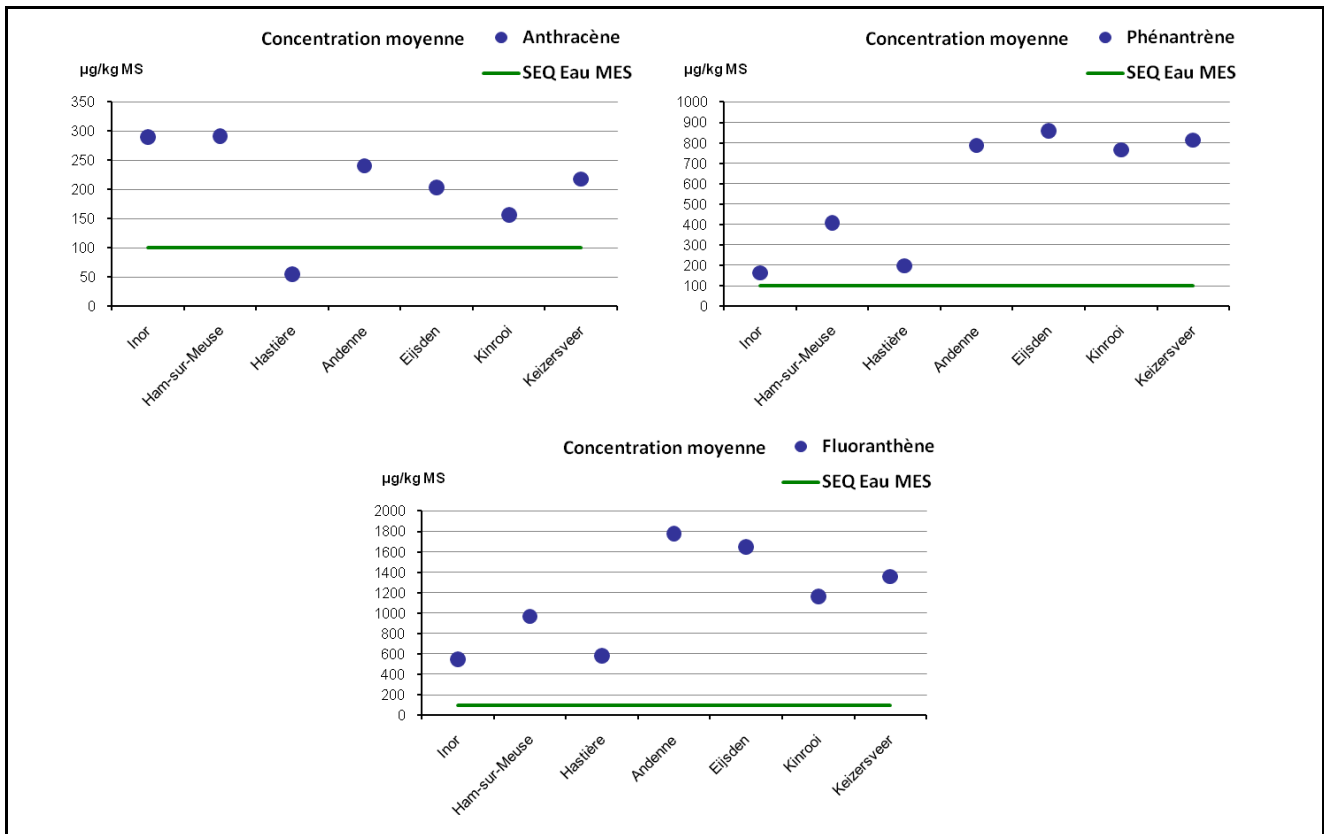 Concentration moyenne Anthracène
µg/kg MS SEQ Eau MES
350
300
250
200
150
100
50
0
Inor
Ham-sur-Meuse
Hastière
Andenne
Eijsden
Kinrooi
Keizersveer
Concentration moyenne Phénantrène
µg/kg MS SEQ Eau MES
1000
900
800
700
600
500
400
300
200
100
0
Inor
Ham-sur-Meuse
Hastière
Andenne
Eijsden
Kinrooi
Keizersveer
Concentration moyenne Fluoranthène
µg/kg MS SEQ Eau MES
2000
1800
1600
1400
1200
1000
800
600
400
200
0
Inor
Ham-sur-Meuse
Hastière
Andenne
Eijsden
Kinrooi
Keizersveer